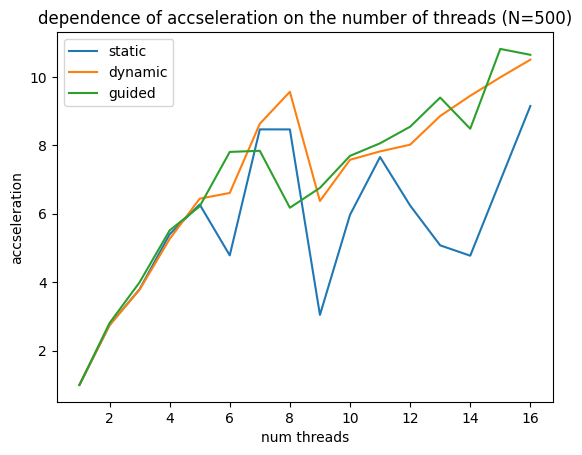 dependence of accseleration on the number of threads (N=500)
static
dynamic
guided
accseleration
10
8
6
4
2
2 4 6 8 10 12 14 16
num threads